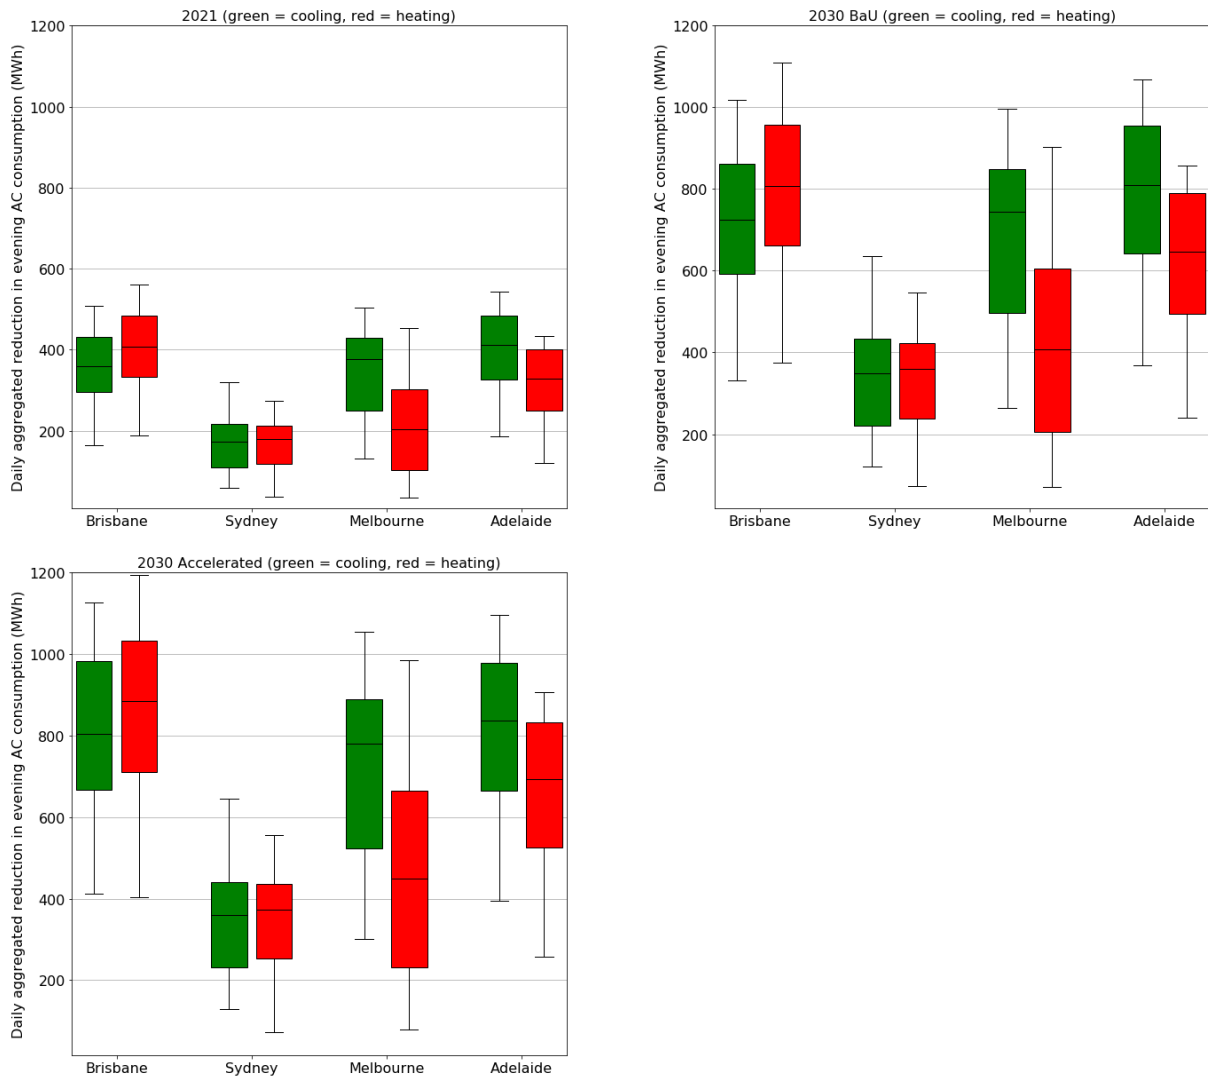 2021 (green = cooling, red = heating)
Daily aggregated reduction in evening AC consumption (MWh)
1200
1000
800
600
400
200
Brisbane Sydney Melbourne Adelaide
2030 BaU (green = cooling, red = heating)
Daily aggregated reduction in evening AC consumption (MWh)
1200
1000
800
600
400
200
Brisbane Sydney Melbourne Adelaide
2030 Accelerated (green = cooling, red = heating)
Daily aggregated reduction in evening AC consumption (MWh)
1200
1000
800
600
400
200
Brisbane Sydney Melbourne Adelaide